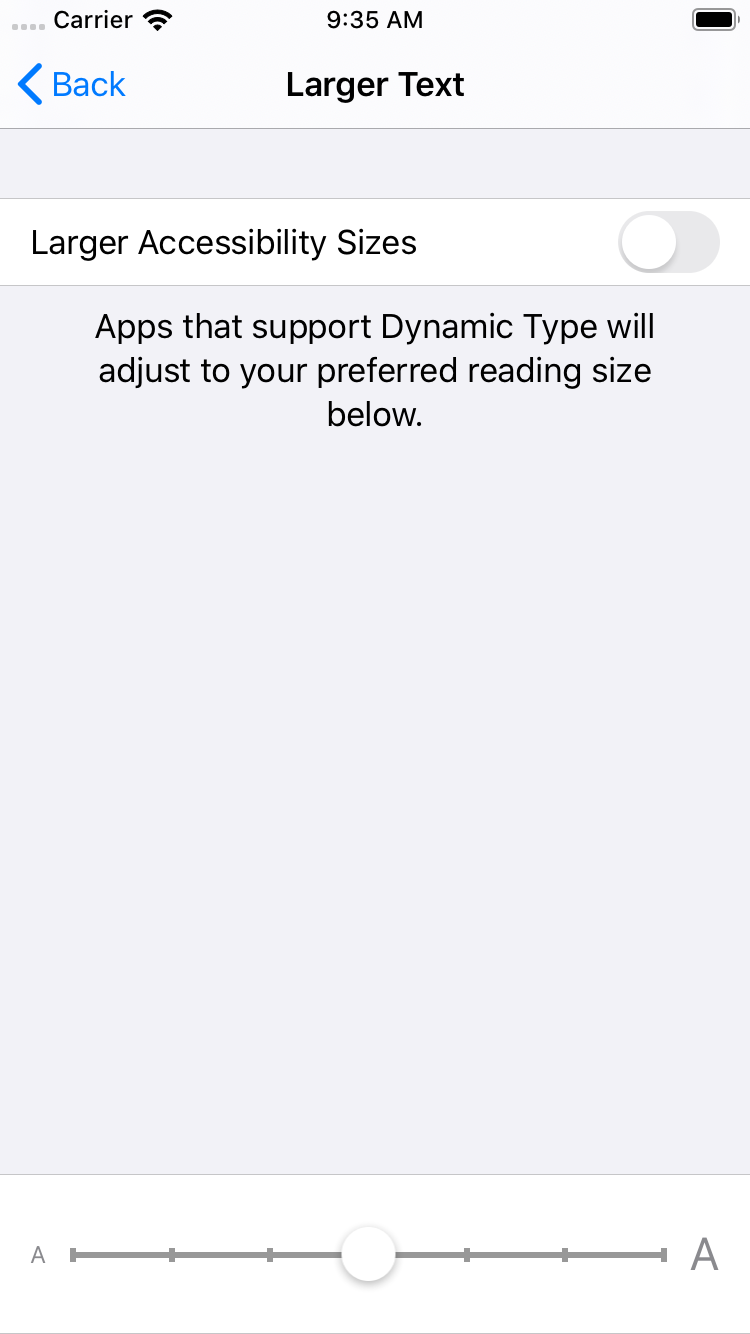 Carrier 9:35 AM
Back Larger Text
Larger Accessibility Sizes
Apps that support Dynamic Type will
adjust to your preferred reading size
below.
A A